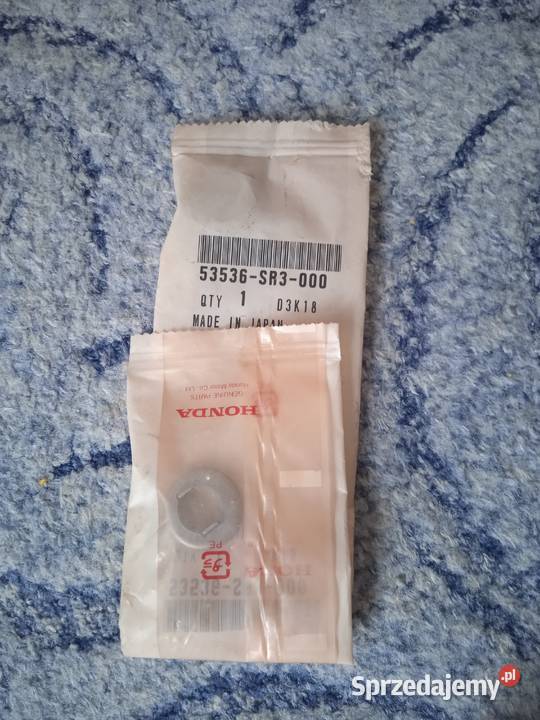 53536-SR3-000
QTY 1 D3K18
MADE IN JAPAN
Honda Motor Co., Ltd.
GENUINE PARTS
HONDA
PE
HONDA
Sprzedajemy.pl